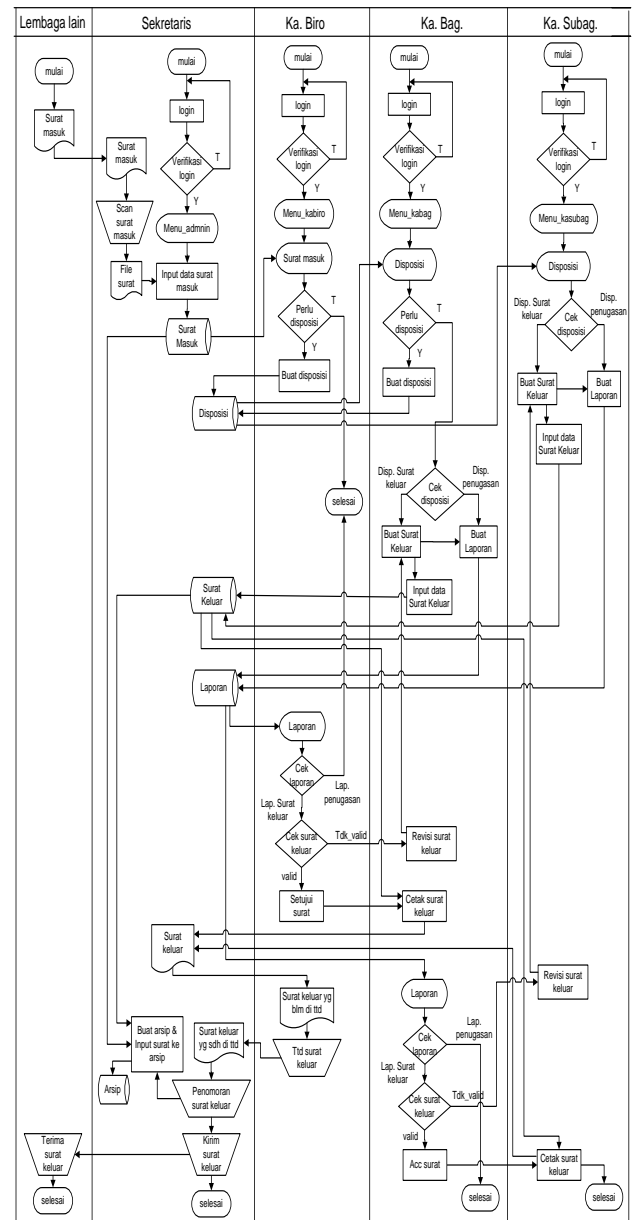 Lembaga lain
Sekretaris
Ka. Biro
Ka. Bag.
Ka. Subag.
mulai
Surat
masuk
Surat
masuk
Scan
surat
masuk
File
surat
mulai
login
Verifikasi
login
T
Y
Menu_admnin
Input data surat
masuk
Surat
Masuk
Disposisi
mulai
login
Verifikasi
login
T
Y
Menu_kabiro
Surat masuk
Perlu
disposisi
T
Y
Buat disposisi
selesai
mulai
login
Verifikasi
login
T
Y
Menu_kabag
Disposisi
Perlu
disposisi
T
Y
Buat disposisi
Disp. Surat
keluar
Disp.
penugasan
Cek
disposisi
Buat Surat
Keluar
Buat
Laporan
Input data
Surat Keluar
mulai
login
Verifikasi
login
T
Y
Menu_kasubag
Disposisi
Disp. Surat
keluar
Disp.
penugasan
Cek
disposisi
Buat Surat
Keluar
Buat
Laporan
Input data
Surat Keluar
Surat
Keluar
Laporan
Laporan
Cek
laporan
Lap. Surat
keluar
Lap.
penugasan
Cek surat
keluar
Tdk_valid
Revisi surat
keluar
valid
Setujui
surat
Cetak surat
keluar
Surat
keluar
Surat keluar yg
blm di ttd
Ttd surat
keluar
Surat keluar
yg sdh di ttd
Buat arsip &
Input surat ke
arsip
Arsip
Penomoran
surat keluar
Kirim
surat
keluar
selesai
Terima
surat
keluar
selesai
Laporan
Cek
laporan
Lap.
penugasan
Lap. Surat
keluar
Cek surat
keluar
Tdk_valid
Revisi surat
keluar
valid
Acc surat
Cetak surat
keluar
selesai
selesai